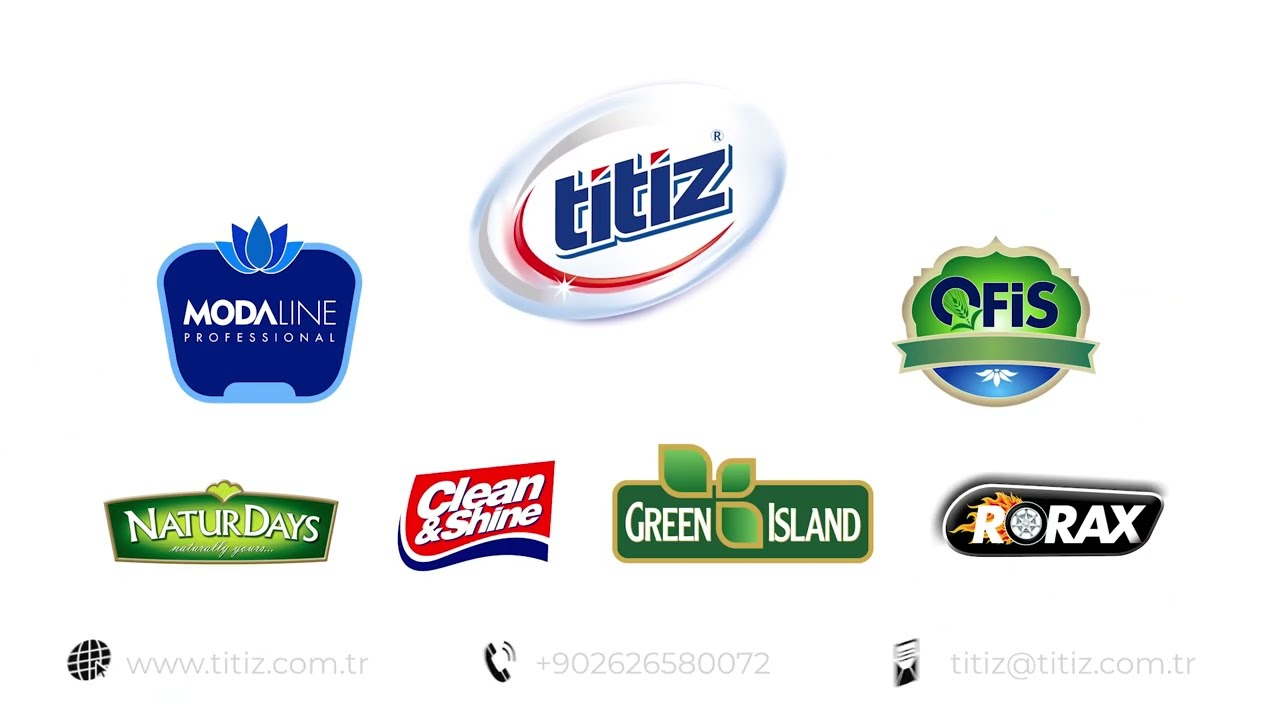 titiz®
MODALINE
PROFESSIONAL
QFiS
NATURDAYS
naturally yours...
Clean
&Shine
GREEN ISLAND
RORAX
www.titiz.com.tr
+902626580072
titiz@titiz.com.tr